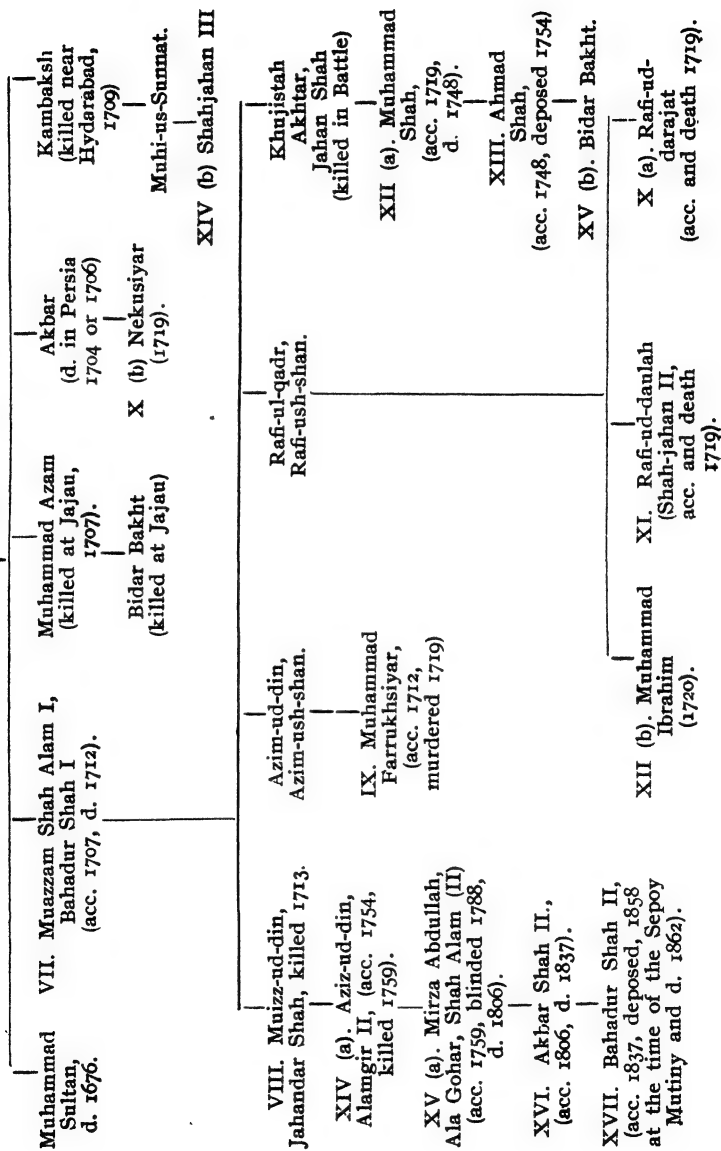 Muhammad
Sultan,
d. 1676.
VII. Muazzam Shah Alam I,
Bahadur Shah I
(acc. 1707, d. 1712).
Muhammad Azam
(killed at Jajau,
1707).
Bidar Bakht
(killed at Jajau)
Akbar
(d. in Persia
1704 or 1706)
X (b) Nekusiyar
(1719).
Kambaksh
(killed near
Hydarabad,
1709)
Muhi-us-Sunnat.
XIV (b) Shahjahan III
VIII. Muizz-ud-din,
Jahandar Shah, killed 1713.
XIV (a). Aziz-ud-din,
Alamgir II, (acc. 1754,
killed 1759).
XV (a). Mirza Abdullah,
Ala Gohar, Shah Alam (II)
(acc. 1759, blinded 1788,
d. 1806).
XVI. Akbar Shah II.,
(acc. 1806, d. 1837).
XVII. Bahadur Shah II,
(acc. 1837, deposed, 1858
at the time of the Sepoy
Mutiny and d. 1862).
Azim-ud-din,
Azim-ush-shan.
IX. Muhammad
Farrukhsiyar,
(acc. 1712,
murdered 1719)
Rafi-ul-qadr,
Rafi-ush-shan.
Khujistah
Akhtar,
Jahan Shah
(killed in Battle)
XII (a). Muhammad
Shah,
(acc. 1719,
d. 1748).
XIII. Ahmad
Shah,
(acc. 1748, deposed 1754)
XV (b). Bidar Bakht.
XII (b). Muhammad
Ibrahim
(1720).
XI. Rafi-ud-daulah
(Shah-jahan II,
acc. and death
1719).
X (a). Rafi-ud-
darajat
(acc. and death 1719).